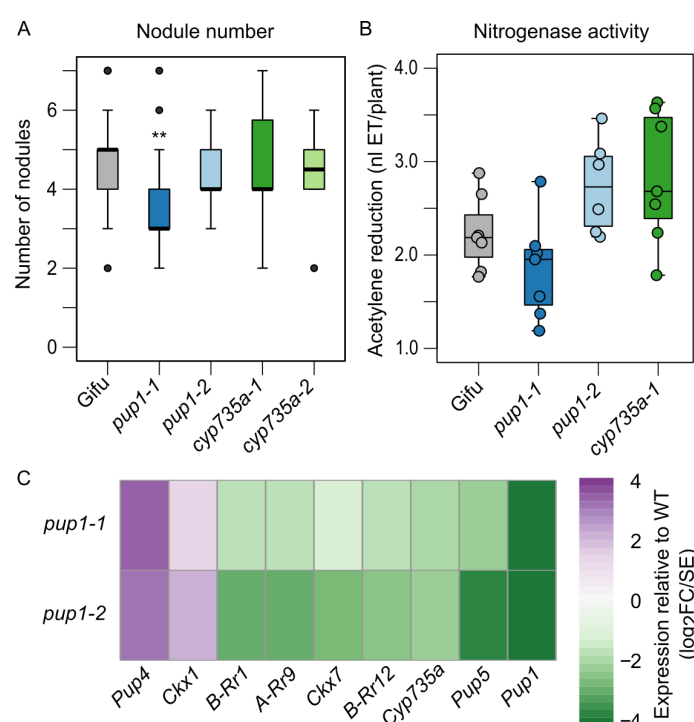 A
Nodule number
Number of nodules
6
4
2
0
**
Gifu
pup1-1
pup1-2
cyp735a-1
cyp735a-2
B
Nitrogenase activity
Acetylene reduction (nl ET/plant)
4.0
3.0
2.0
1.0
Gifu
pup1-1
pup1-2
cyp735a-1
C
pup1-1
pup1-2
Pup4
Ckx1
B-Rr1
A-Rr9
Ckx7
B-Rr12
Cyp735a
Pup5
Pup1
4
2
0
−2
−4
Expression relative to WT
(log₂FC/SE)